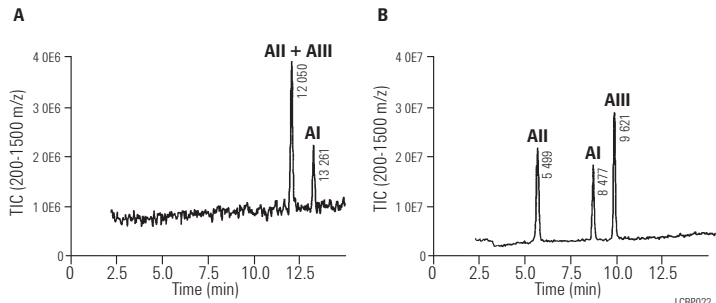 A
AII + AIII
12 050
AI
13 261
4 0E6
3 0E6
2 0E6
1 0E6
0
TIC (200-1500 m/z)
0 2.5 5.0 7.5 10.0 12.5
Time (min)
B
AII
5 499
AI
8 477
AIII
9 621
4 0E7
3 0E7
2 0E7
1 0E7
0
TIC (200-1500 m/z)
0 2.5 5.0 7.5 10.0 12.5
Time (min)
LCBP022